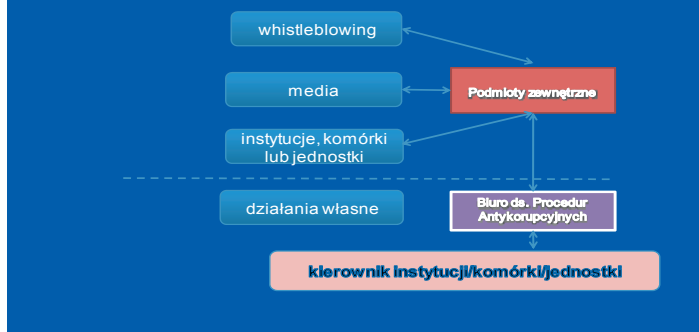 whistleblowing
media
Podmioty zewnętrzne
instytucje, komórki
lub jednostki
działania własne
Biuro ds. Procedur
Antykorupcyjnych
kierownik instytucji/komórki/jednostki